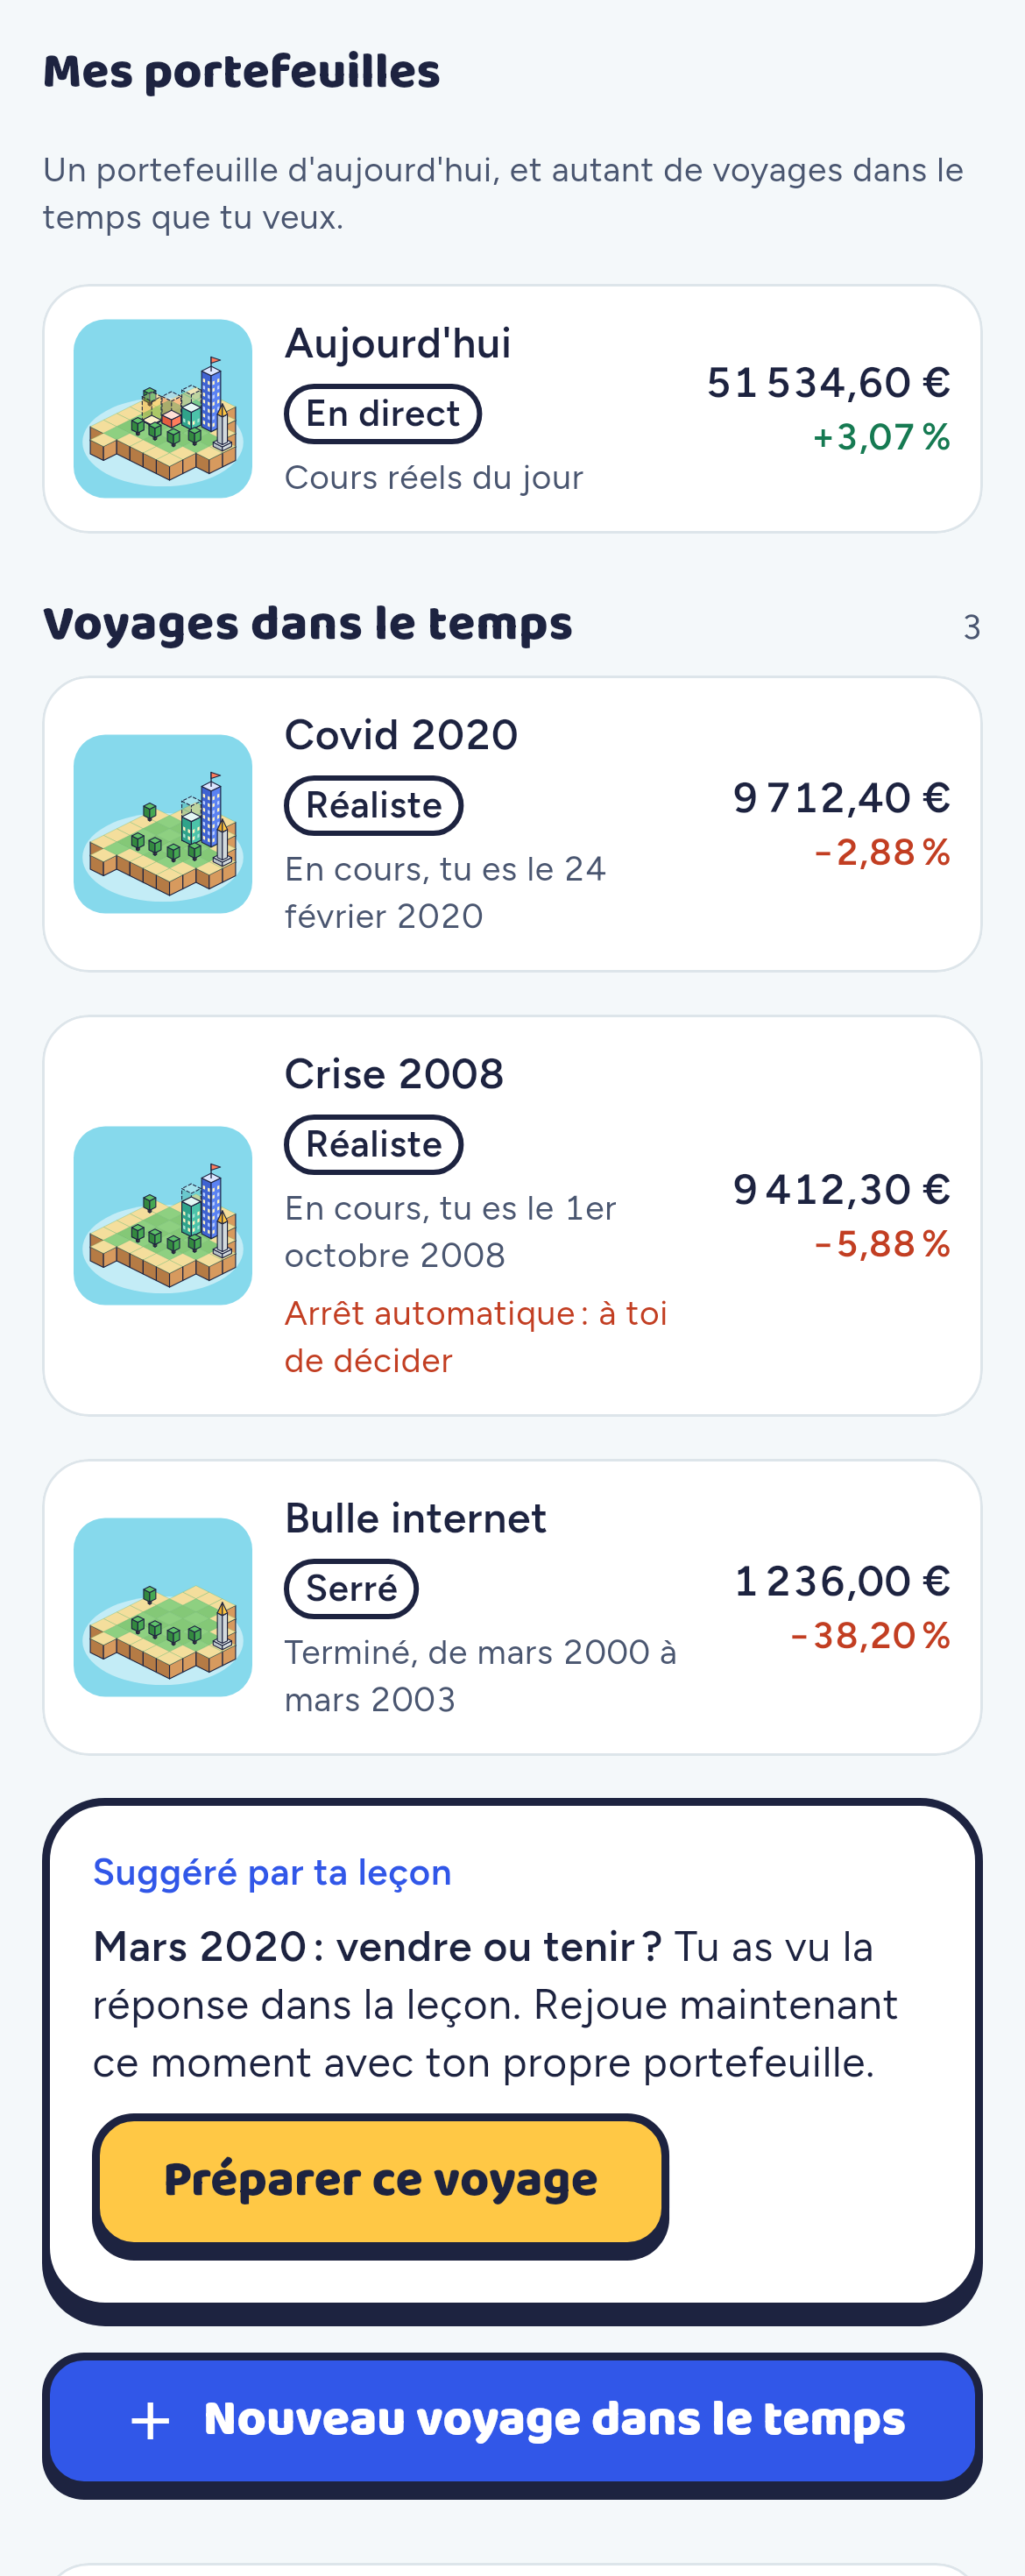 Mes portefeuilles
Un portefeuille d'aujourd'hui, et autant de voyages dans le
temps que tu veux.
Aujourd'hui
En direct
Cours réels du jour
51 534,60 €
+3,07 %
Voyages dans le temps
3
Covid 2020
Réaliste
En cours, tu es le 24
février 2020
9 712,40 €
−2,88 %
Crise 2008
Réaliste
En cours, tu es le 1er
octobre 2008
Arrêt automatique : à toi
de décider
9 412,30 €
−5,88 %
Bulle internet
Serré
Terminé, de mars 2000 à
mars 2003
1 236,00 €
−38,20 %
Suggéré par ta leçon
Mars 2020 : vendre ou tenir ? Tu as vu la
réponse dans la leçon. Rejoue maintenant
ce moment avec ton propre portefeuille.
Préparer ce voyage
+ Nouveau voyage dans le temps